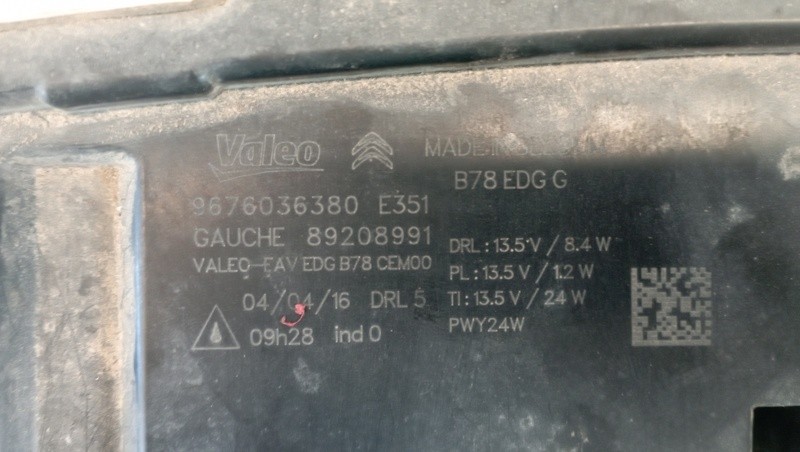 Valeo
MADE IN
B78 EDG G
9676036380 E351
GAUCHE 89208991
VALEO-EAV EDG B78 CEM00
DRL : 13.5 V / 8.4 W
PL : 13.5 V / 1.2 W
04/04/16 DRL 5
TI : 13.5 V / 24 W
09h28 ind 0
PWY24W